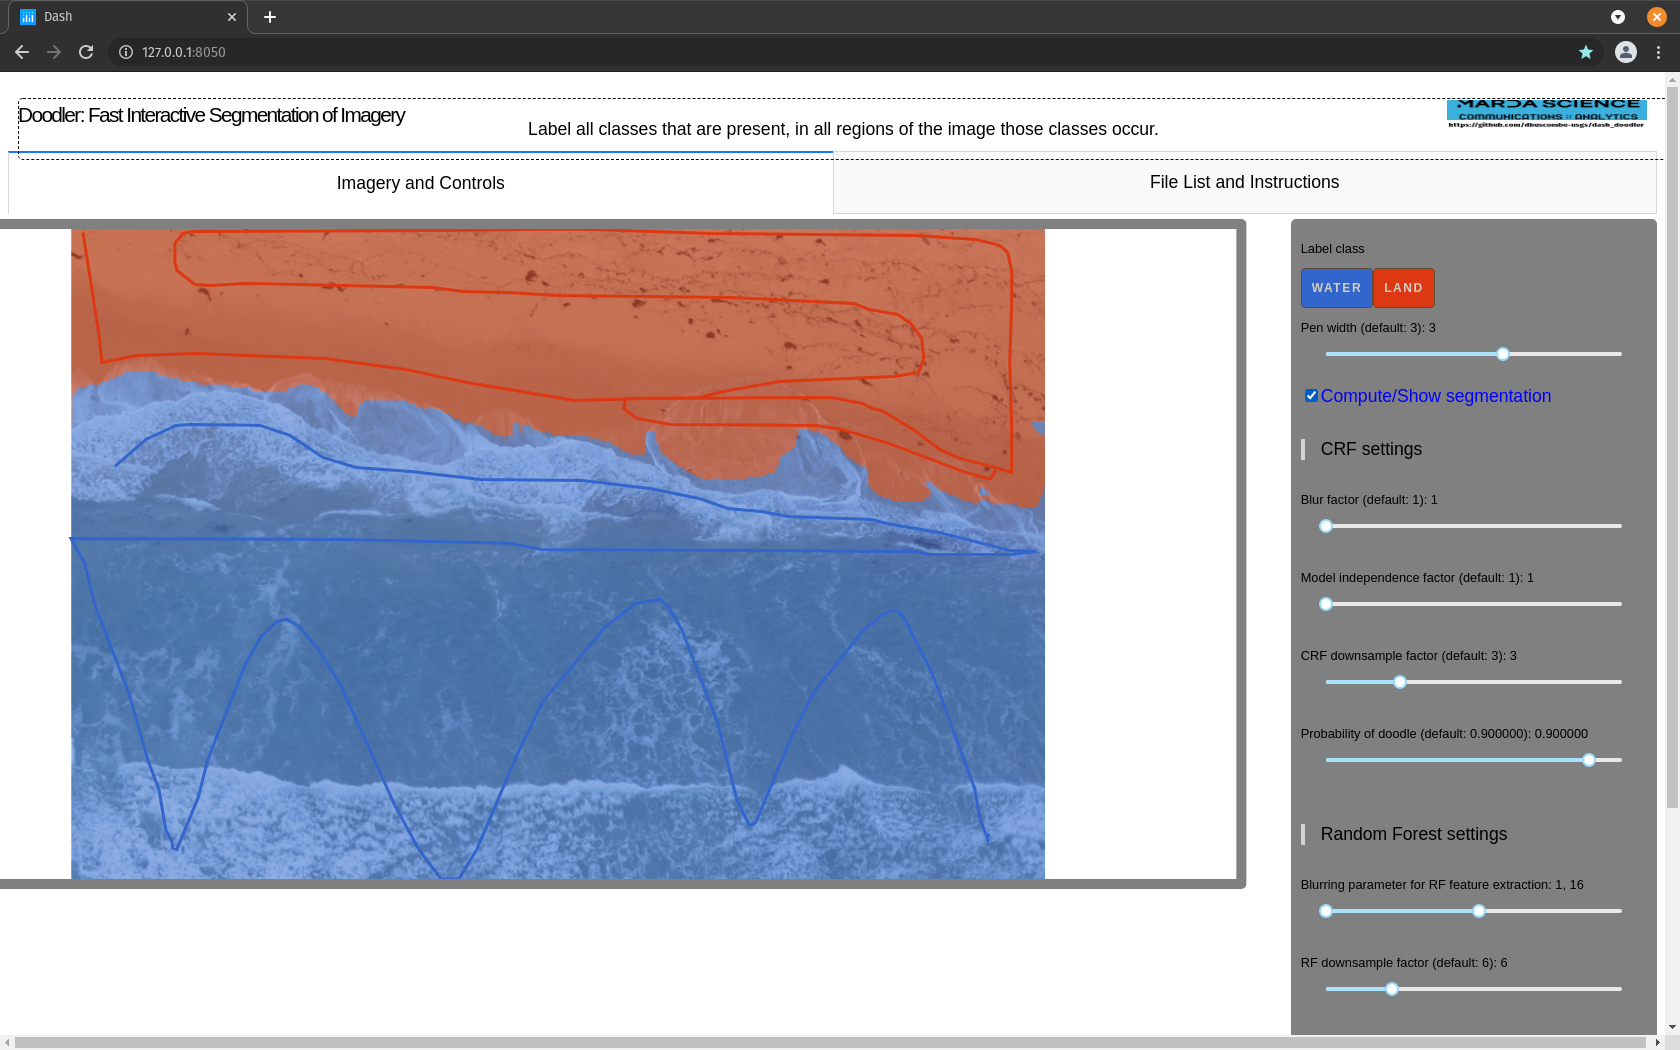 Dash
127.0.0.1:8050
Doodler: Fast Interactive Segmentation of Imagery
Label all classes that are present, in all regions of the image those classes occur.
MARDA SCIENCE
COMMUNICATIONS :: ANALYTICS
https://github.com/dbuscombe-usgs/dash_doodler
Imagery and Controls
File List and Instructions
Label class
WATER LAND
Pen width (default: 3): 3
Compute/Show segmentation
CRF settings
Blur factor (default: 1): 1
Model independence factor (default: 1): 1
CRF downsample factor (default: 3): 3
Probability of doodle (default: 0.900000): 0.900000
Random Forest settings
Blurring parameter for RF feature extraction: 1, 16
RF downsample factor (default: 6): 6